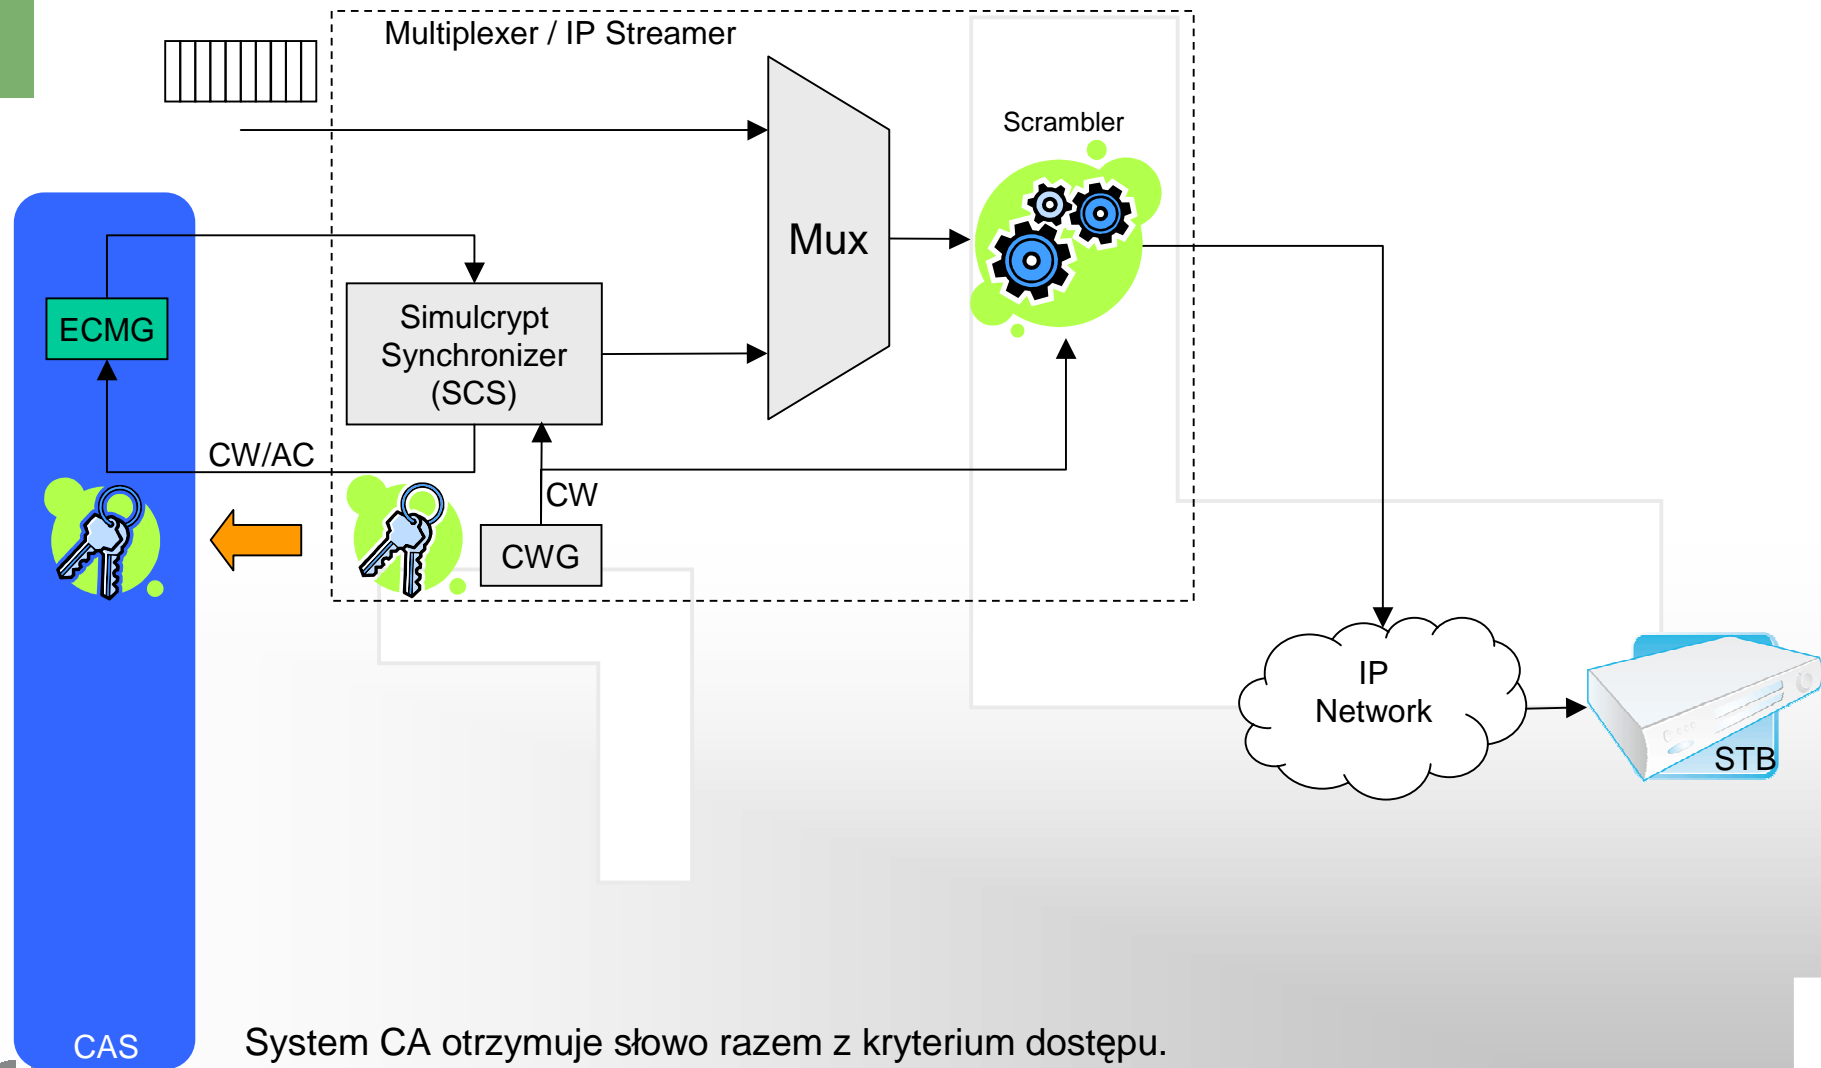 Multiplexer / IP Streamer
Scrambler
Mux
ECMG
Simulcrypt
Synchronizer
(SCS)
CW/AC
CW
CWG
IP
Network
STB
CAS
System CA otrzymuje słowo razem z kryterium dostępu.